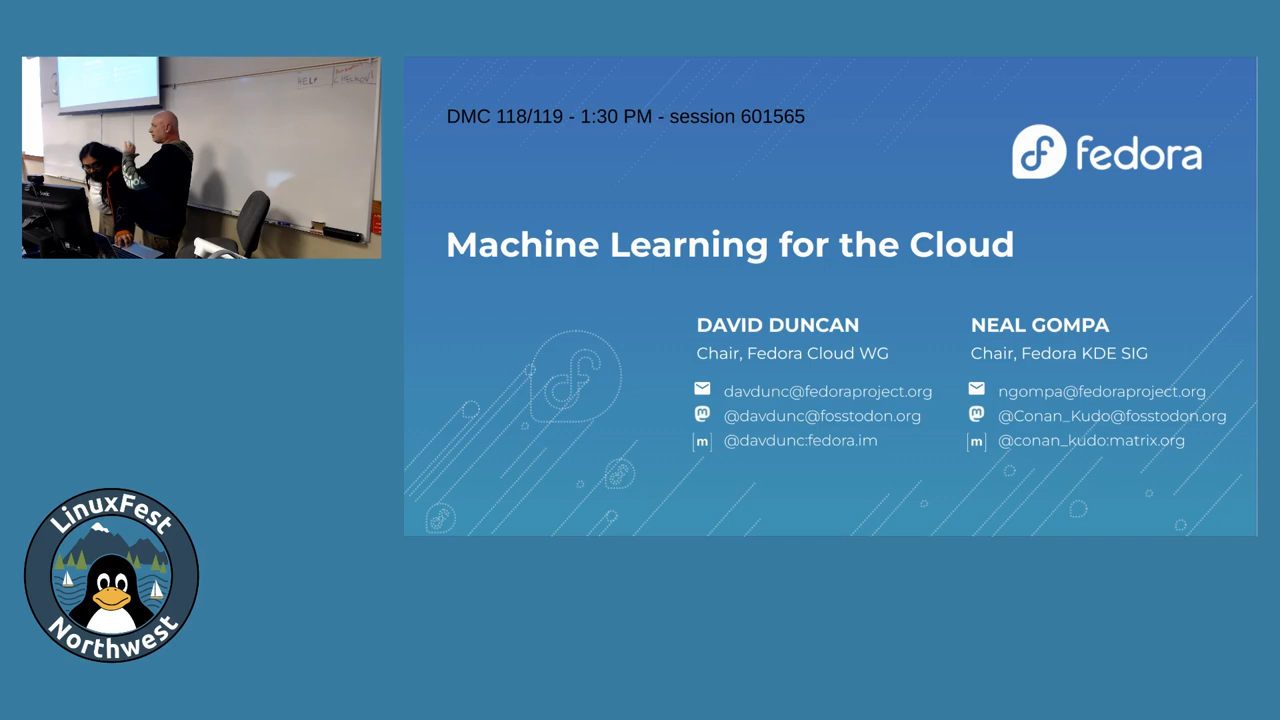 HELP
DMC 118/119 - 1:30 PM - session 601565
fedora
Machine Learning for the Cloud
DAVID DUNCAN
Chair, Fedora Cloud WG
davdunc@fedoraproject.org
@davdunc@fosstodon.org
[m] @davdunc:fedora.im
NEAL GOMPA
Chair, Fedora KDE SIG
ngompa@fedoraproject.org
@Conan_Kudo@fosstodon.org
[m] @conan_kudo:matrix.org
LinuxFest
Northwest